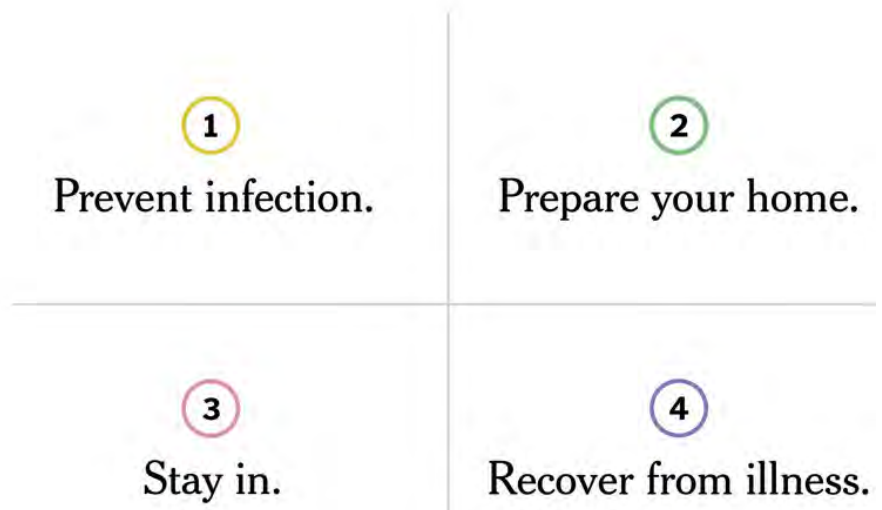 1
Prevent infection.
2
Prepare your home.
3
Stay in.
4
Recover from illness.